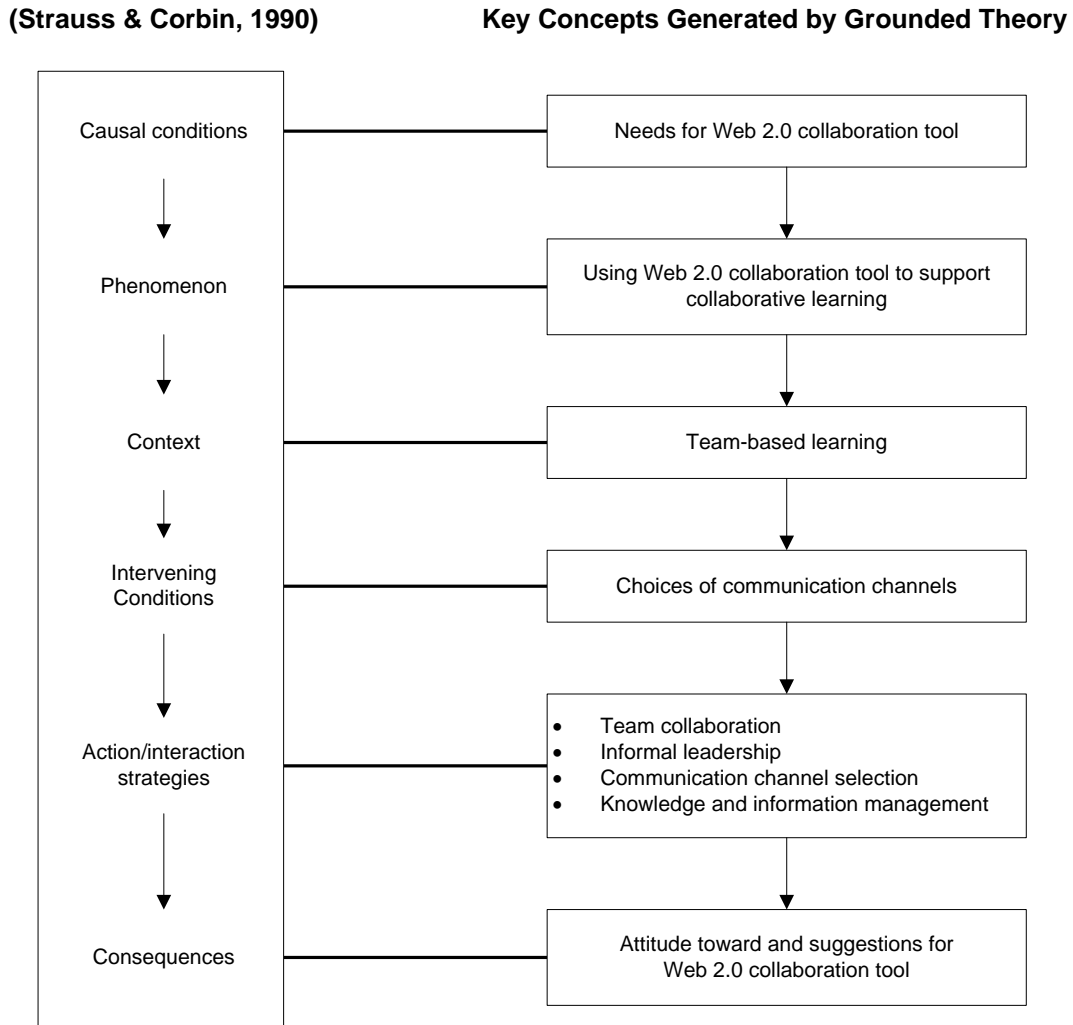 (Strauss & Corbin, 1990)
Key Concepts Generated by Grounded Theory
Causal conditions
Needs for Web 2.0 collaboration tool
Phenomenon
Using Web 2.0 collaboration tool to support
collaborative learning
Context
Team-based learning
Intervening
Conditions
Choices of communication channels
Action/interaction
strategies
• Team collaboration
• Informal leadership
• Communication channel selection
• Knowledge and information management
Consequences
Attitude toward and suggestions for
Web 2.0 collaboration tool